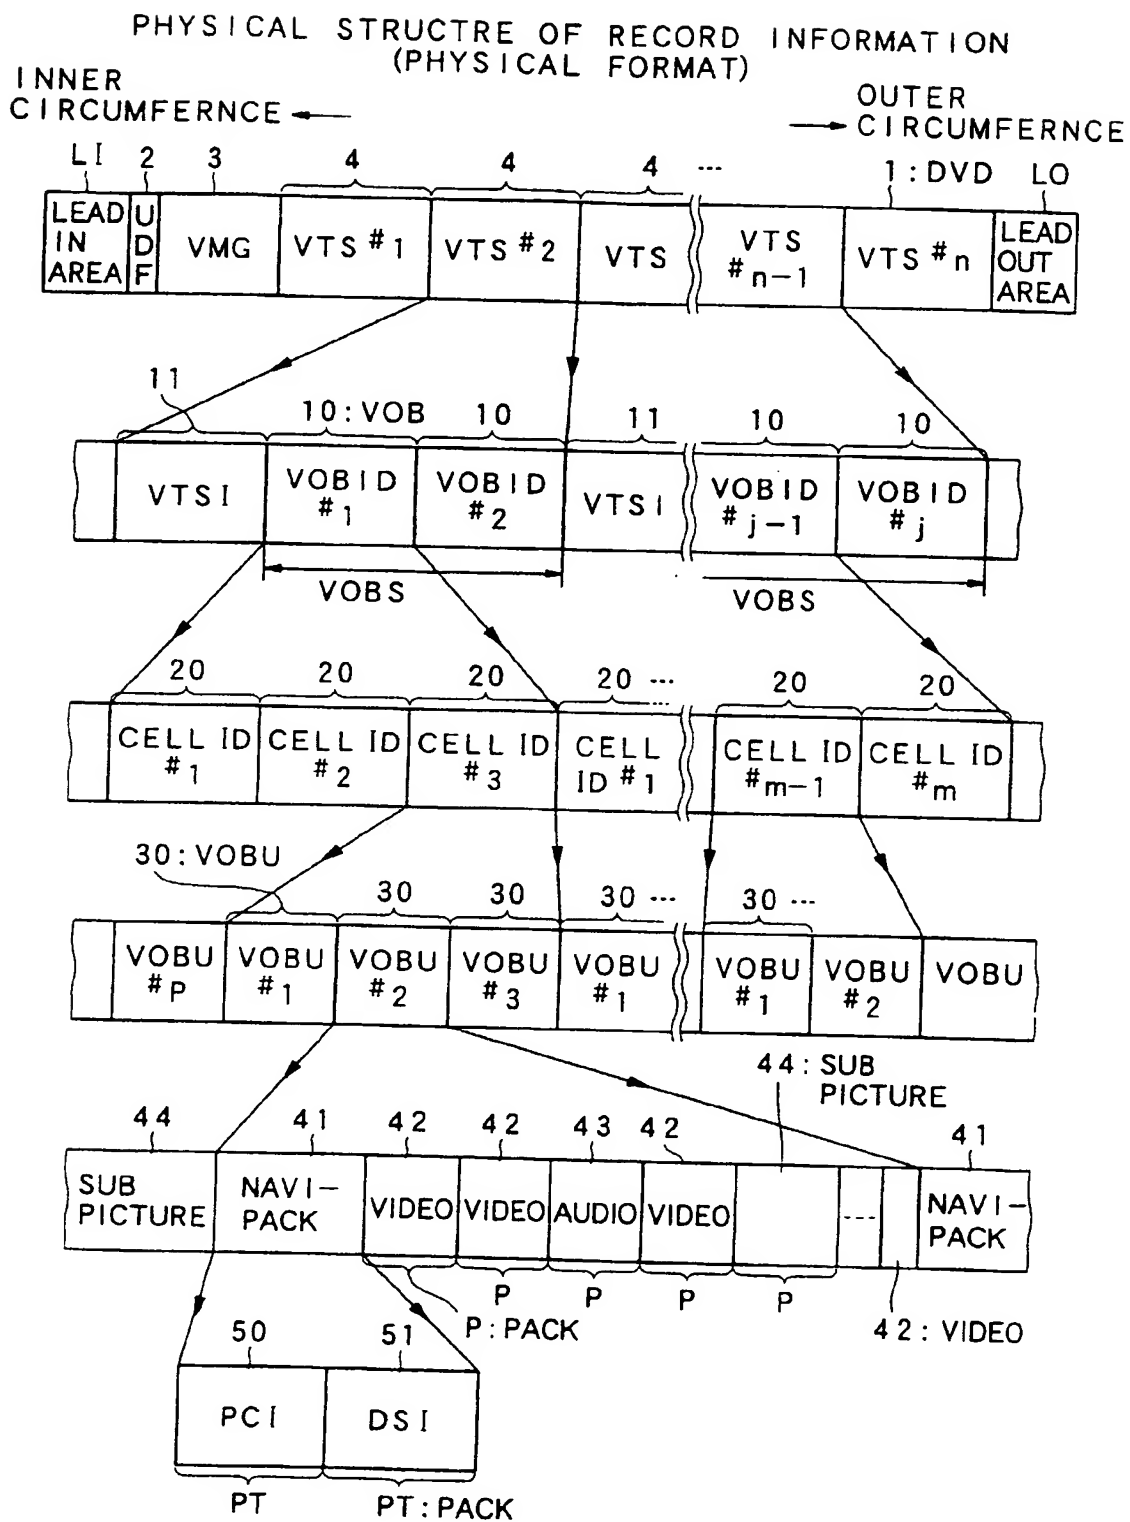 PHYSICAL STRUCTRE OF RECORD INFORMATION
(PHYSICAL FORMAT)
INNER
CIRCUMFERNCE
OUTER
CIRCUMFERNCE
LI 2 3 4 4 4 ... 1:DVD LO
LEAD IN AREA UDF VMG VTS #1 VTS #2 VTS VTS #n-1 VTS #n LEAD OUT AREA
11 10:VOB 10 11 10 10
VTSI VOBID #1 VOBID #2 VTSI VOBID #j-1 VOBID #j
VOBS VOBS
20 20 20 20 ... 20 20
CELL ID #1 CELL ID #2 CELL ID #3 CELL ID #1 CELL ID #m-1 CELL ID #m
30:VOBU 30 30 30 ... 30 ...
VOBU #P VOBU #1 VOBU #2 VOBU #3 VOBU #1 VOBU #1 VOBU #2 VOBU
44:SUB PICTURE
44 41 42 42 43 42 41
SUB PICTURE NAVI-PACK VIDEO VIDEO AUDIO VIDEO ---- NAVI-PACK
P P P P
P:PACK
42:VIDEO
50 51
PCI DSI
PT PT:PACK